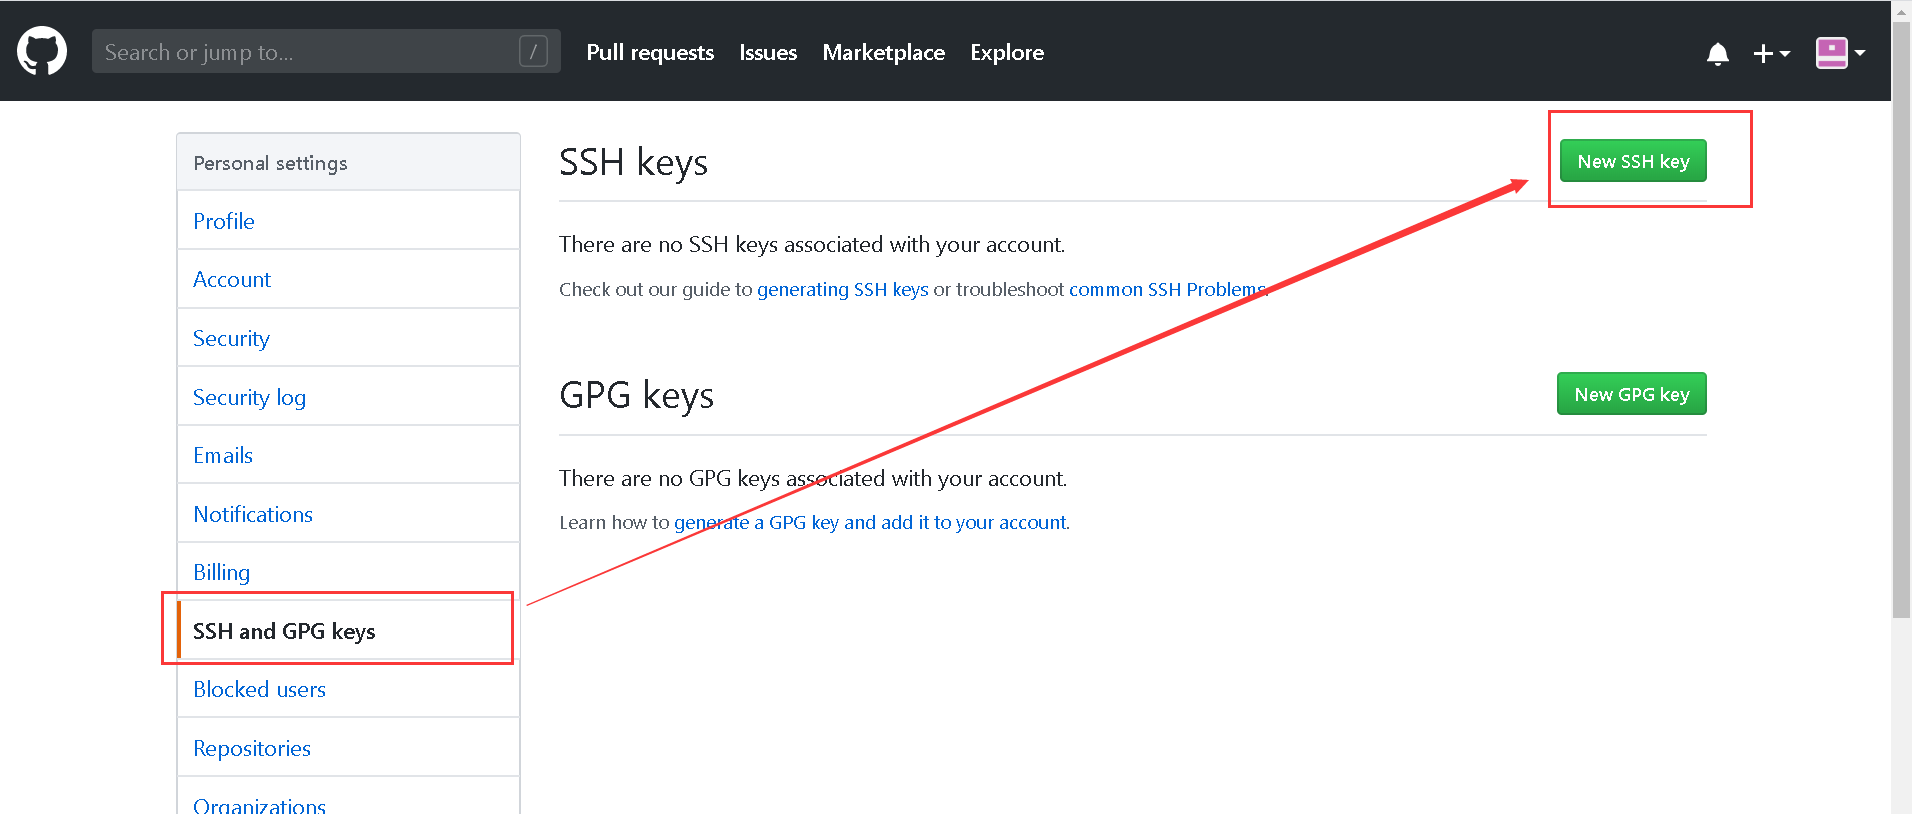 Search or jump to... /
Pull requests Issues Marketplace Explore
Personal settings
Profile
Account
Security
Security log
Emails
Notifications
Billing
SSH and GPG keys
Blocked users
Repositories
Organizations
SSH keys
New SSH key
There are no SSH keys associated with your account.
Check out our guide to generating SSH keys or troubleshoot common SSH Problems.
GPG keys
New GPG key
There are no GPG keys associated with your account.
Learn how to generate a GPG key and add it to your account.